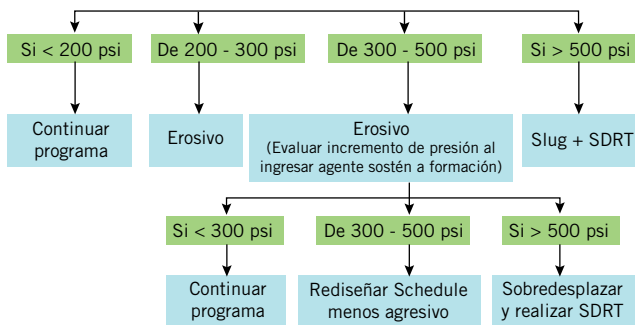 Si < 200 psi
De 200 - 300 psi
De 300 - 500 psi
Si > 500 psi
Continuar
programa
Erosivo
Erosivo
(Evaluar incremento de presión al
ingresar agente sostén a formación)
Slug + SDRT
Si < 300 psi
De 300 - 500 psi
Si > 500 psi
Continuar
programa
Rediseñar Schedule
menos agresivo
Sobredesplazar
y realizar SDRT